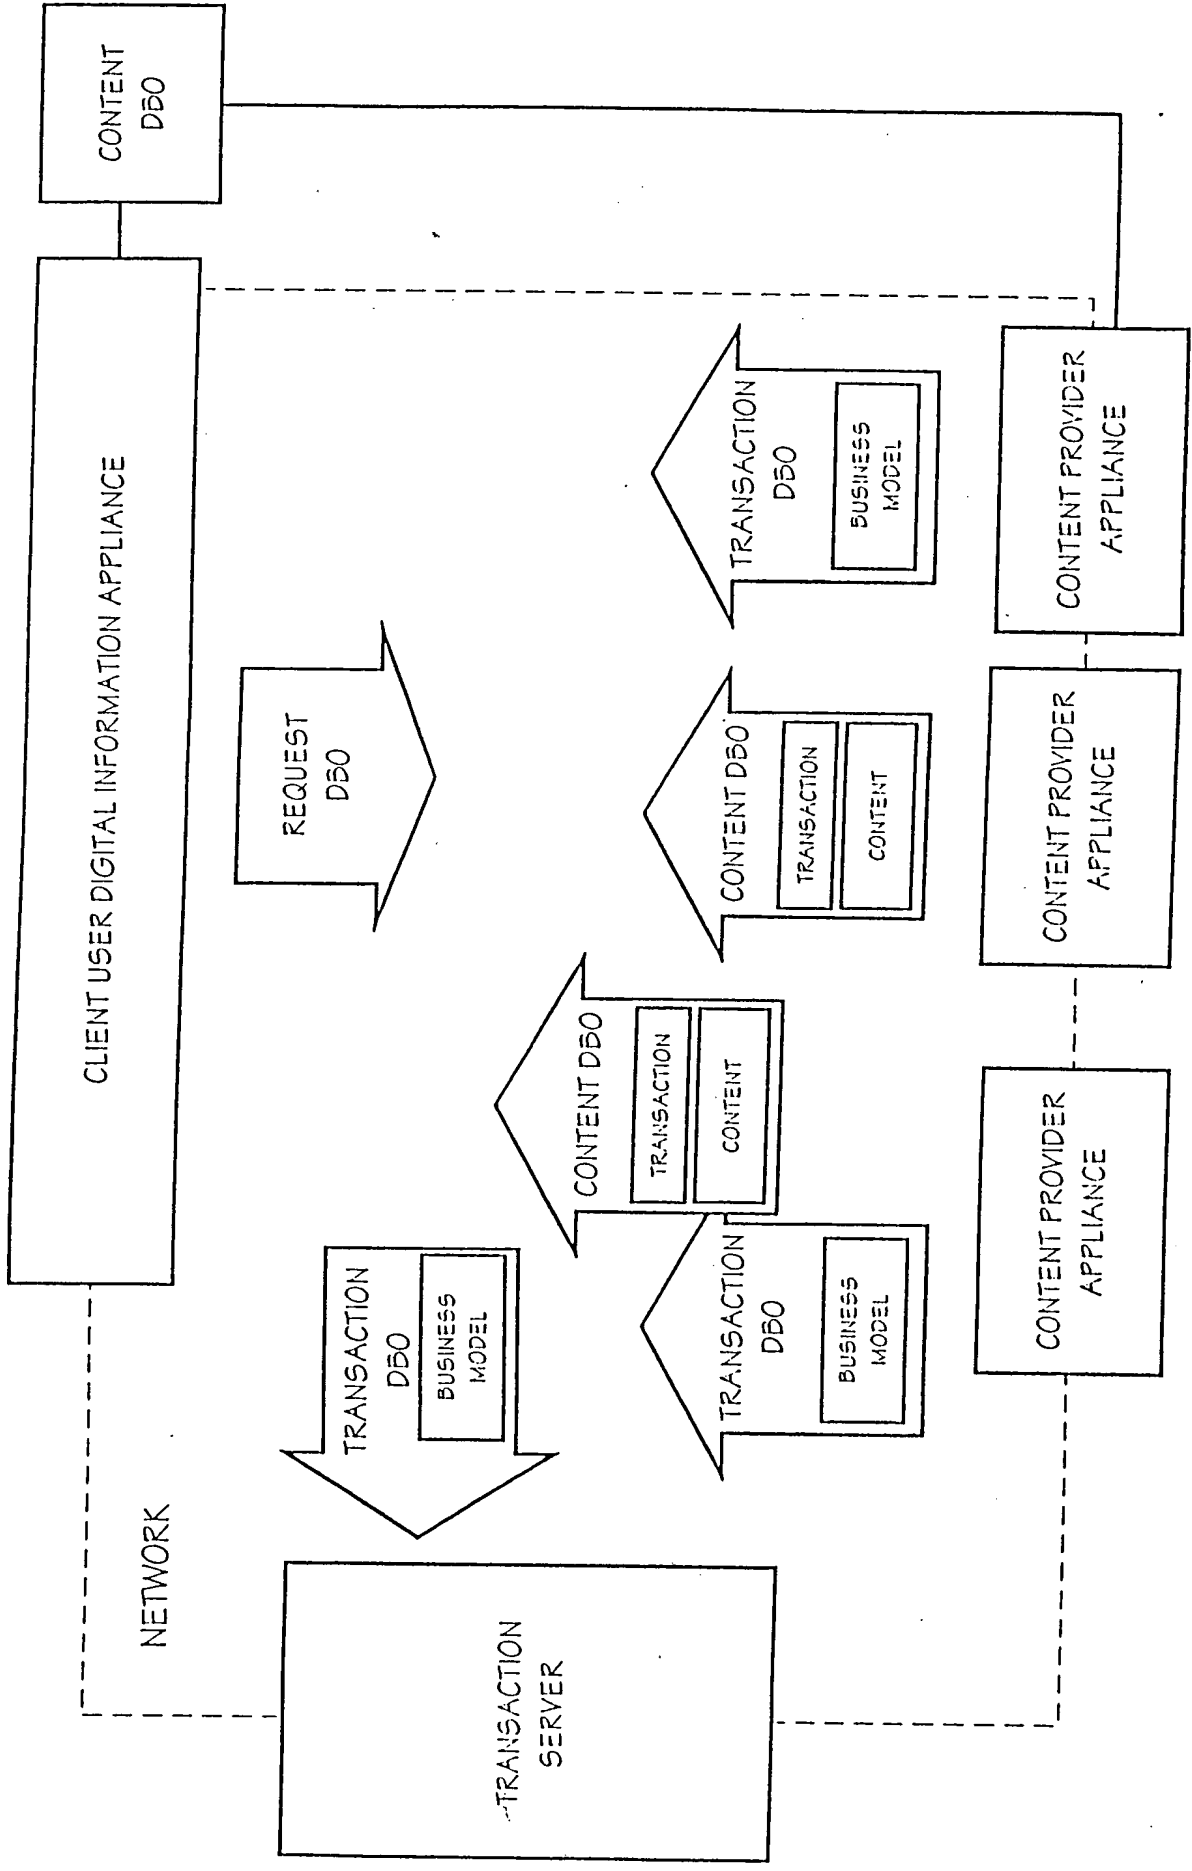 CLIENT USER DIGITAL INFORMATION APPLIANCE
CONTENT
DBO
NETWORK
REQUEST
DBO
TRANSACTION
DBO
BUSINESS
MODEL
TRANSACTION
SERVER
CONTENT DBO
TRANSACTION
CONTENT
TRANSACTION
DBO
BUSINESS
MODEL
CONTENT DBO
TRANSACTION
CONTENT
TRANSACTION
DBO
BUSINESS
MODEL
CONTENT PROVIDER
APPLIANCE
CONTENT PROVIDER
APPLIANCE
CONTENT PROVIDER
APPLIANCE